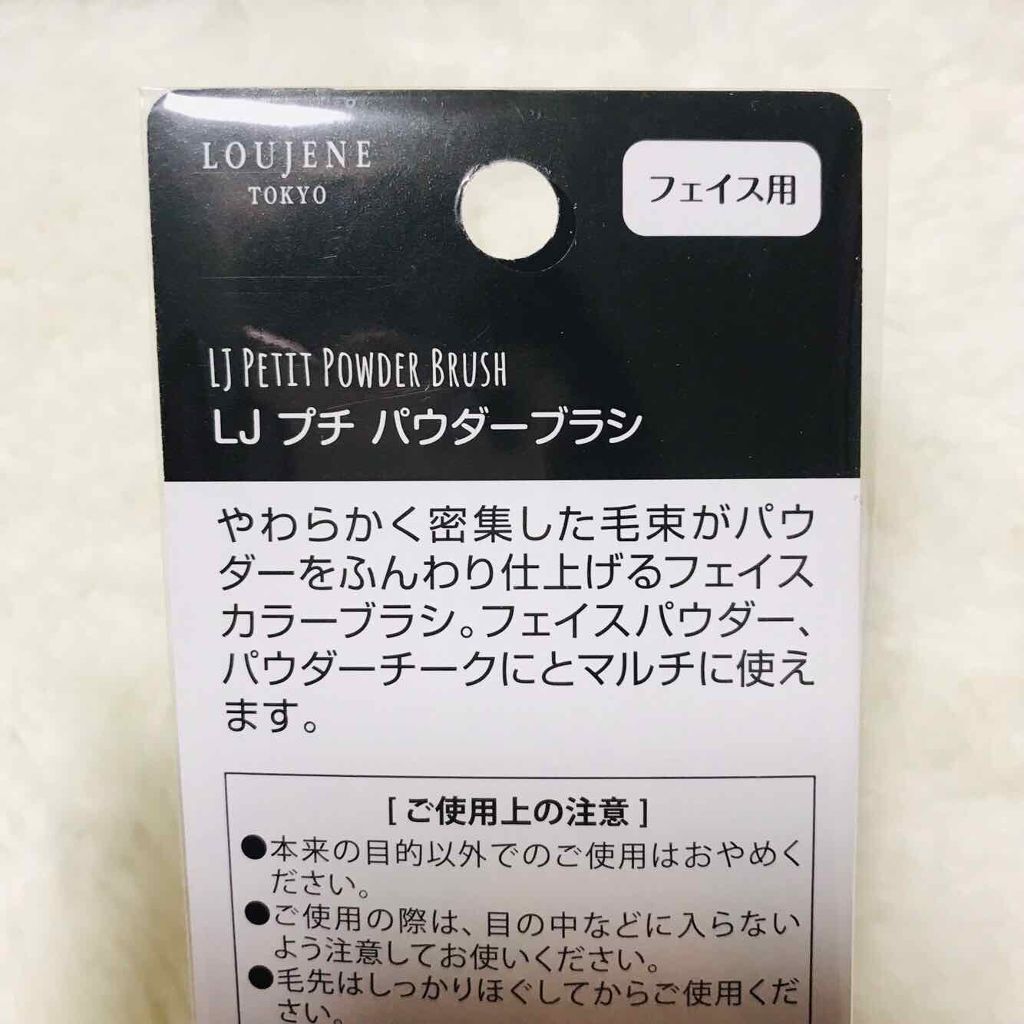 LOUJENE
TOKYO
フェイス用
LJ PETIT POWDER BRUSH
LJ プチ パウダーブラシ
やわらかく密集した毛束がパウ
ダーをふんわり仕上げるフェイス
カラーブラシ。フェイスパウダー、
パウダーチークにとマルチに使え
ます。
[ ご使用上の注意 ]
●本来の目的以外でのご使用はおやめく
ださい。
●ご使用の際は、目の中などに入らない
よう注意してお使いください。
●毛先はしっかりほぐしてからご使用くだ
さい。